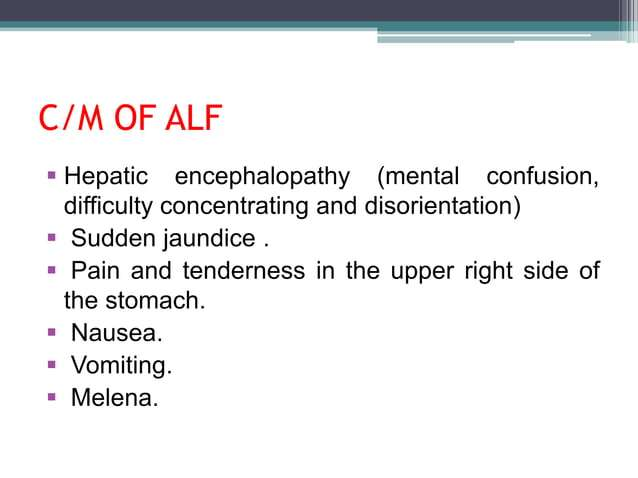 C/M OF ALF
▪ Hepatic encephalopathy (mental confusion,
difficulty concentrating and disorientation)
▪ Sudden jaundice .
▪ Pain and tenderness in the upper right side of
the stomach.
▪ Nausea.
▪ Vomiting.
▪ Melena.